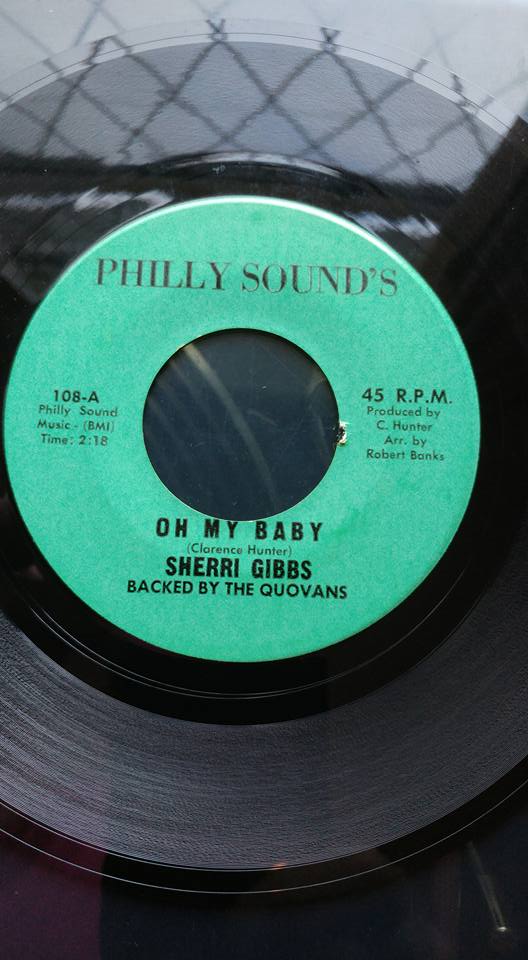 PHILLY SOUND'S
108-A
Philly Sound
Music - (BMI)
Time: 2:18
45 R.P.M.
Produced by
C. Hunter
Arr. by
Robert Banks
OH MY BABY
(Clarence Hunter)
SHERRI GIBBS
BACKED BY THE QUOVANS